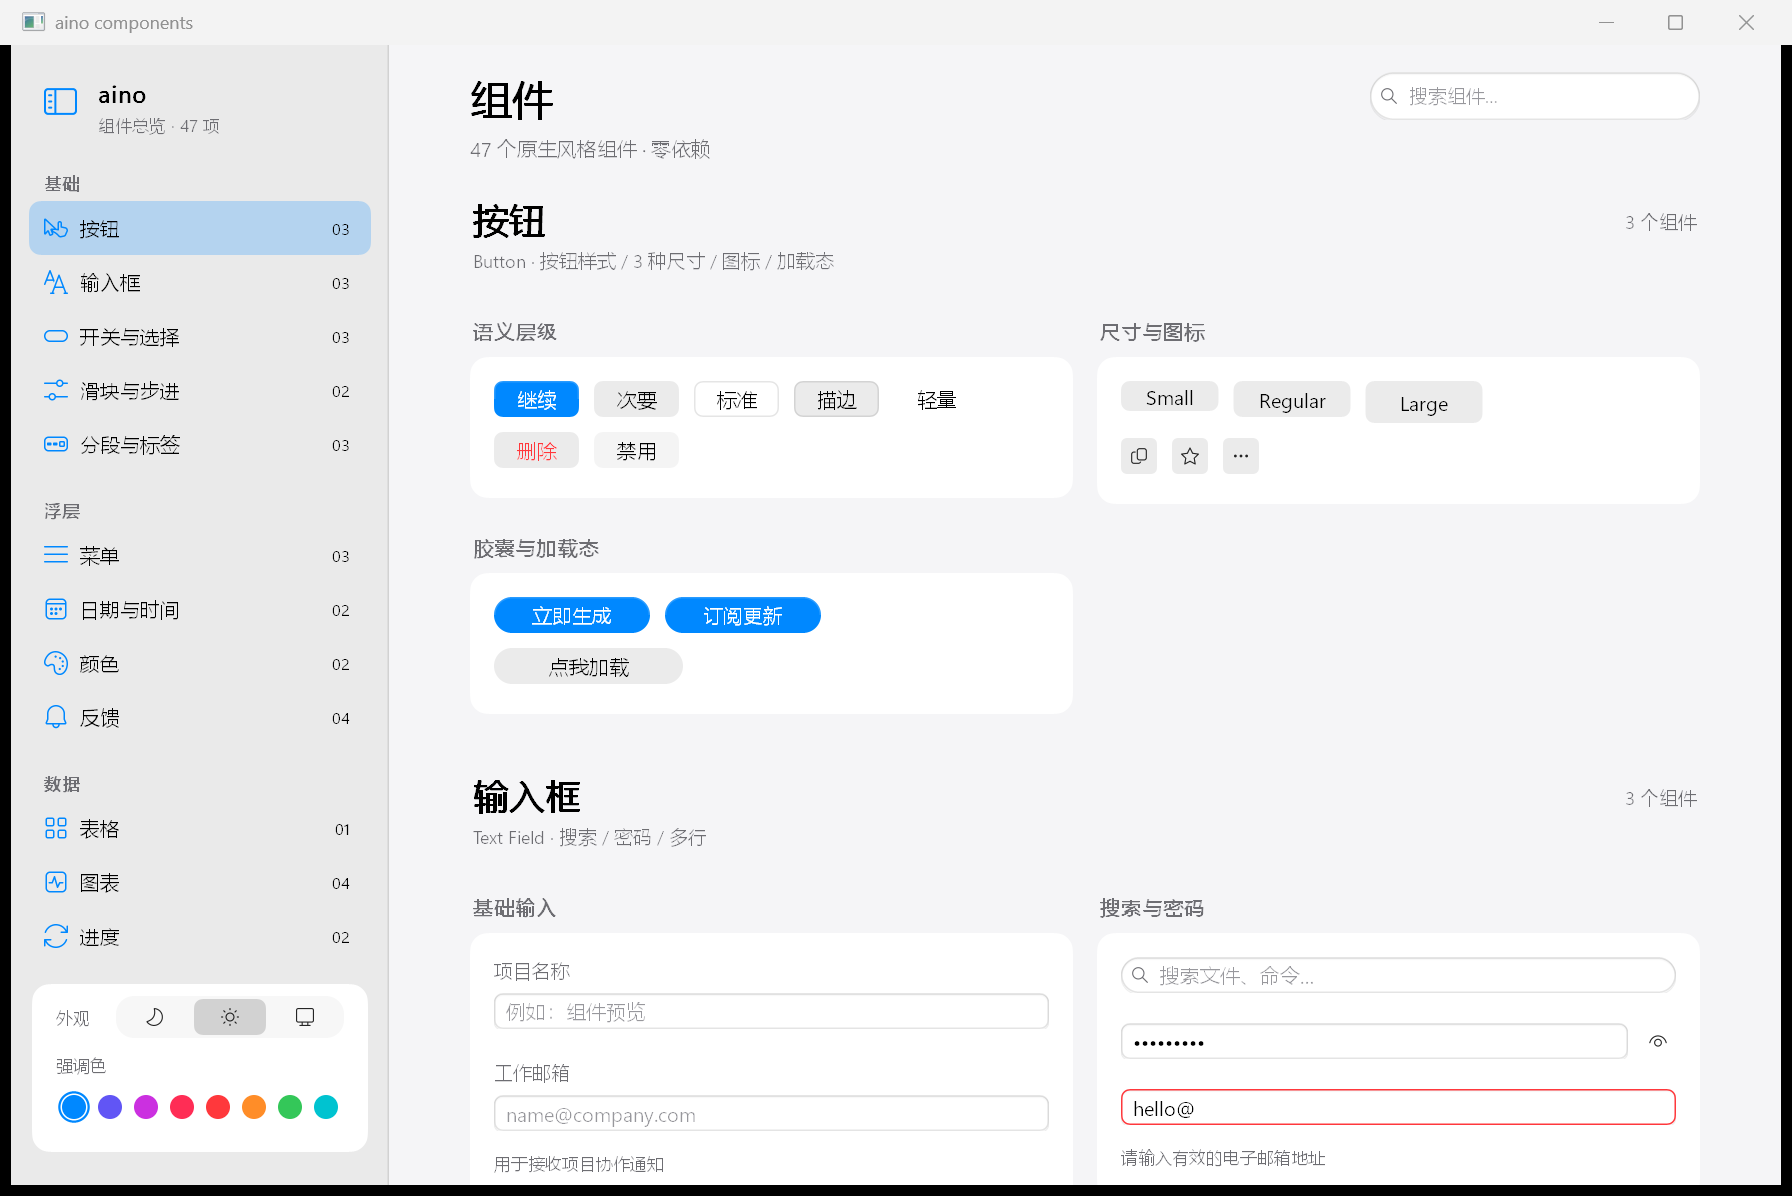 aino components
aino
组件总览 · 47 项
基础
按钮 03
输入框 03
开关与选择 03
滑块与步进 02
分段与标签 03
浮层
菜单 03
日期与时间 02
颜色 02
反馈 04
数据
表格 01
图表 04
进度 02
外观
强调色
组件
搜索组件...
47 个原生风格组件 · 零依赖
按钮
3 个组件
Button · 按钮样式 / 3 种尺寸 / 图标 / 加载态
语义层级
继续 次要 标准 描边 轻量
删除 禁用
尺寸与图标
Small Regular Large
胶囊与加载态
立即生成 订阅更新
点我加载
输入框
3 个组件
Text Field · 搜索 / 密码 / 多行
基础输入
项目名称
例如：组件预览
工作邮箱
name@company.com
用于接收项目协作通知
搜索与密码
搜索文件、命令...
•••••••••
hello@
请输入有效的电子邮箱地址